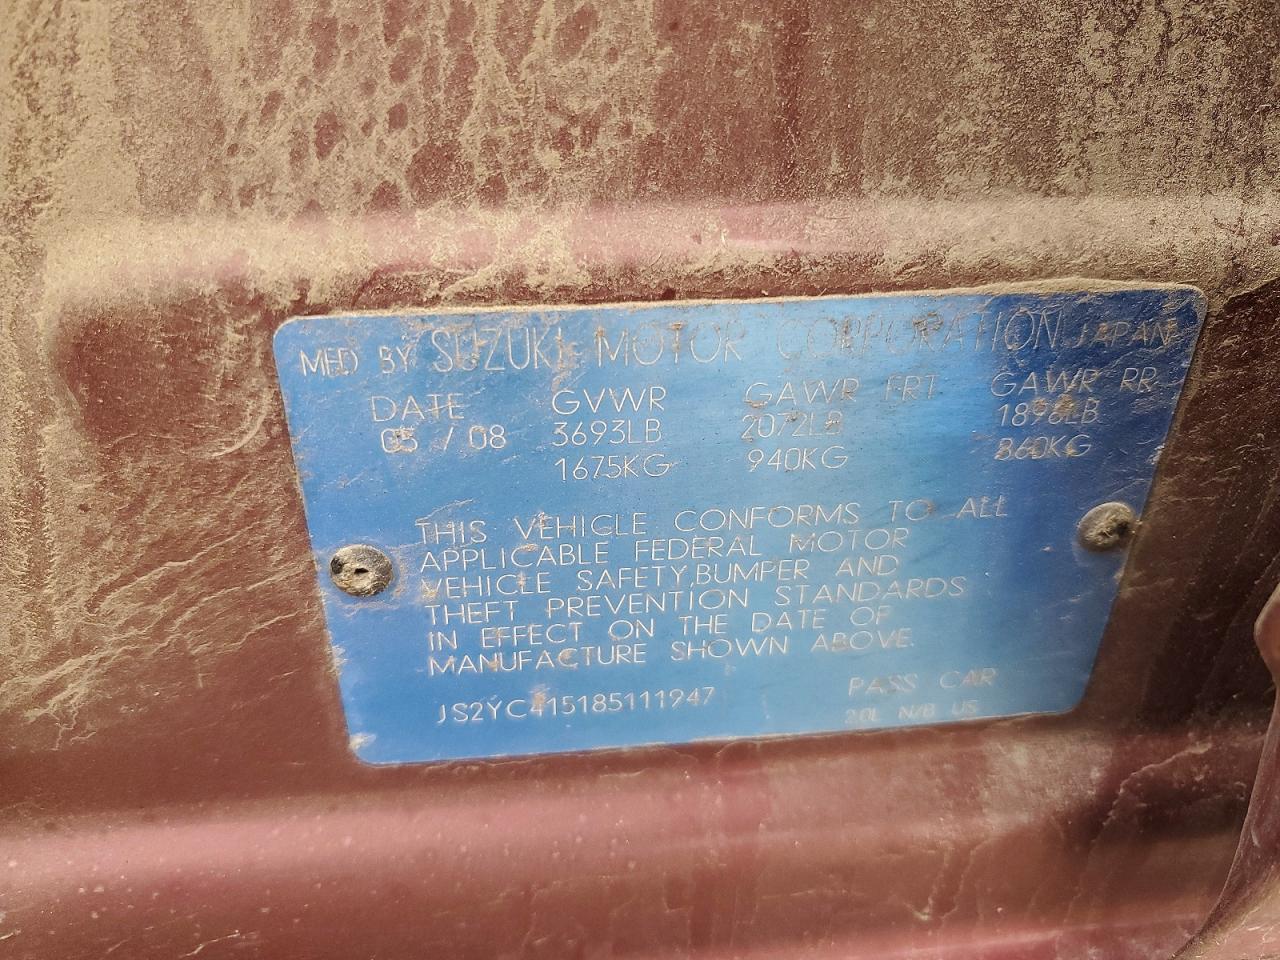 MFD BY SUZUKI MOTOR CORPORATION JAPAN
DATE GVWR GAWR FRT GAWR RR
05 / 08 3693LB 2072LB 1896LB
1675KG 940KG 860KG
THIS VEHICLE CONFORMS TO ALL
APPLICABLE FEDERAL MOTOR
VEHICLE SAFETY,BUMPER AND
THEFT PREVENTION STANDARDS
IN EFFECT ON THE DATE OF
MANUFACTURE SHOWN ABOVE.
JS2YC415185111947 PASS CAR
2.0L N/B US